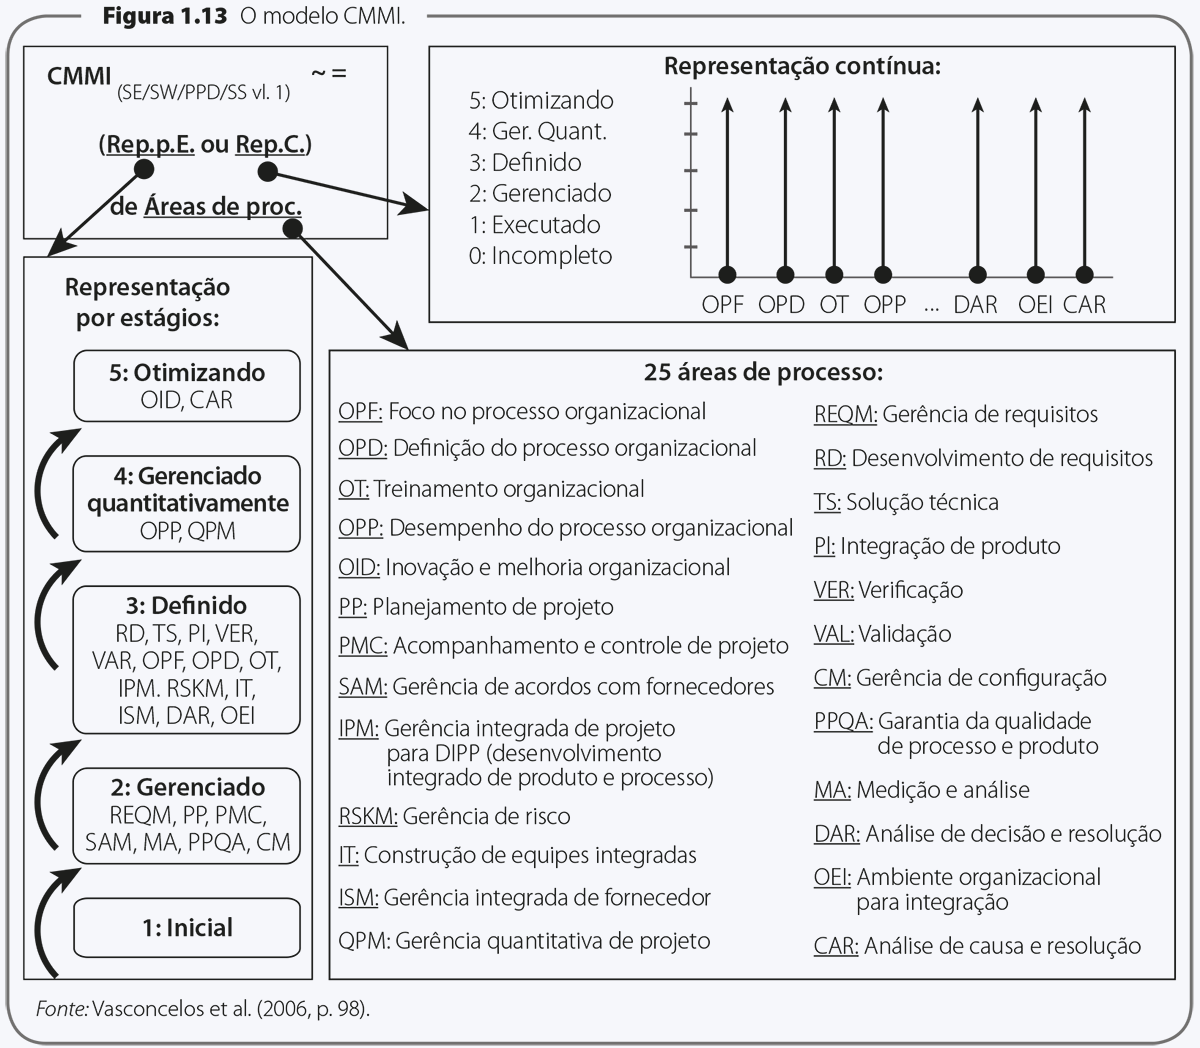 Figura 1.13 O modelo CMMI.
CMMI (SE/SW/PPD/SS vl. 1) ~ =
(Rep.p.E. ou Rep.C.)
de Áreas de proc.
Representação contínua:
5: Otimizando
4: Ger. Quant.
3: Definido
2: Gerenciado
1: Executado
0: Incompleto
OPF OPD OT OPP ... DAR OEI CAR
Representação
por estágios:
5: Otimizando
OID, CAR
4: Gerenciado
quantitativamente
OPP, QPM
3: Definido
RD, TS, PI, VER,
VAR, OPF, OPD, OT,
IPM. RSKM, IT,
ISM, DAR, OEI
2: Gerenciado
REQM, PP, PMC,
SAM, MA, PPQA, CM
1: Inicial
25 áreas de processo:
OPF: Foco no processo organizacional
OPD: Definição do processo organizacional
OT: Treinamento organizacional
OPP: Desempenho do processo organizacional
OID: Inovação e melhoria organizacional
PP: Planejamento de projeto
PMC: Acompanhamento e controle de projeto
SAM: Gerência de acordos com fornecedores
IPM: Gerência integrada de projeto
para DIPP (desenvolvimento
integrado de produto e processo)
RSKM: Gerência de risco
IT: Construção de equipes integradas
ISM: Gerência integrada de fornecedor
QPM: Gerência quantitativa de projeto
REQM: Gerência de requisitos
RD: Desenvolvimento de requisitos
TS: Solução técnica
PI: Integração de produto
VER: Verificação
VAL: Validação
CM: Gerência de configuração
PPQA: Garantia da qualidade
de processo e produto
MA: Medição e análise
DAR: Análise de decisão e resolução
OEI: Ambiente organizacional
para integração
CAR: Análise de causa e resolução
Fonte: Vasconcelos et al. (2006, p. 98).